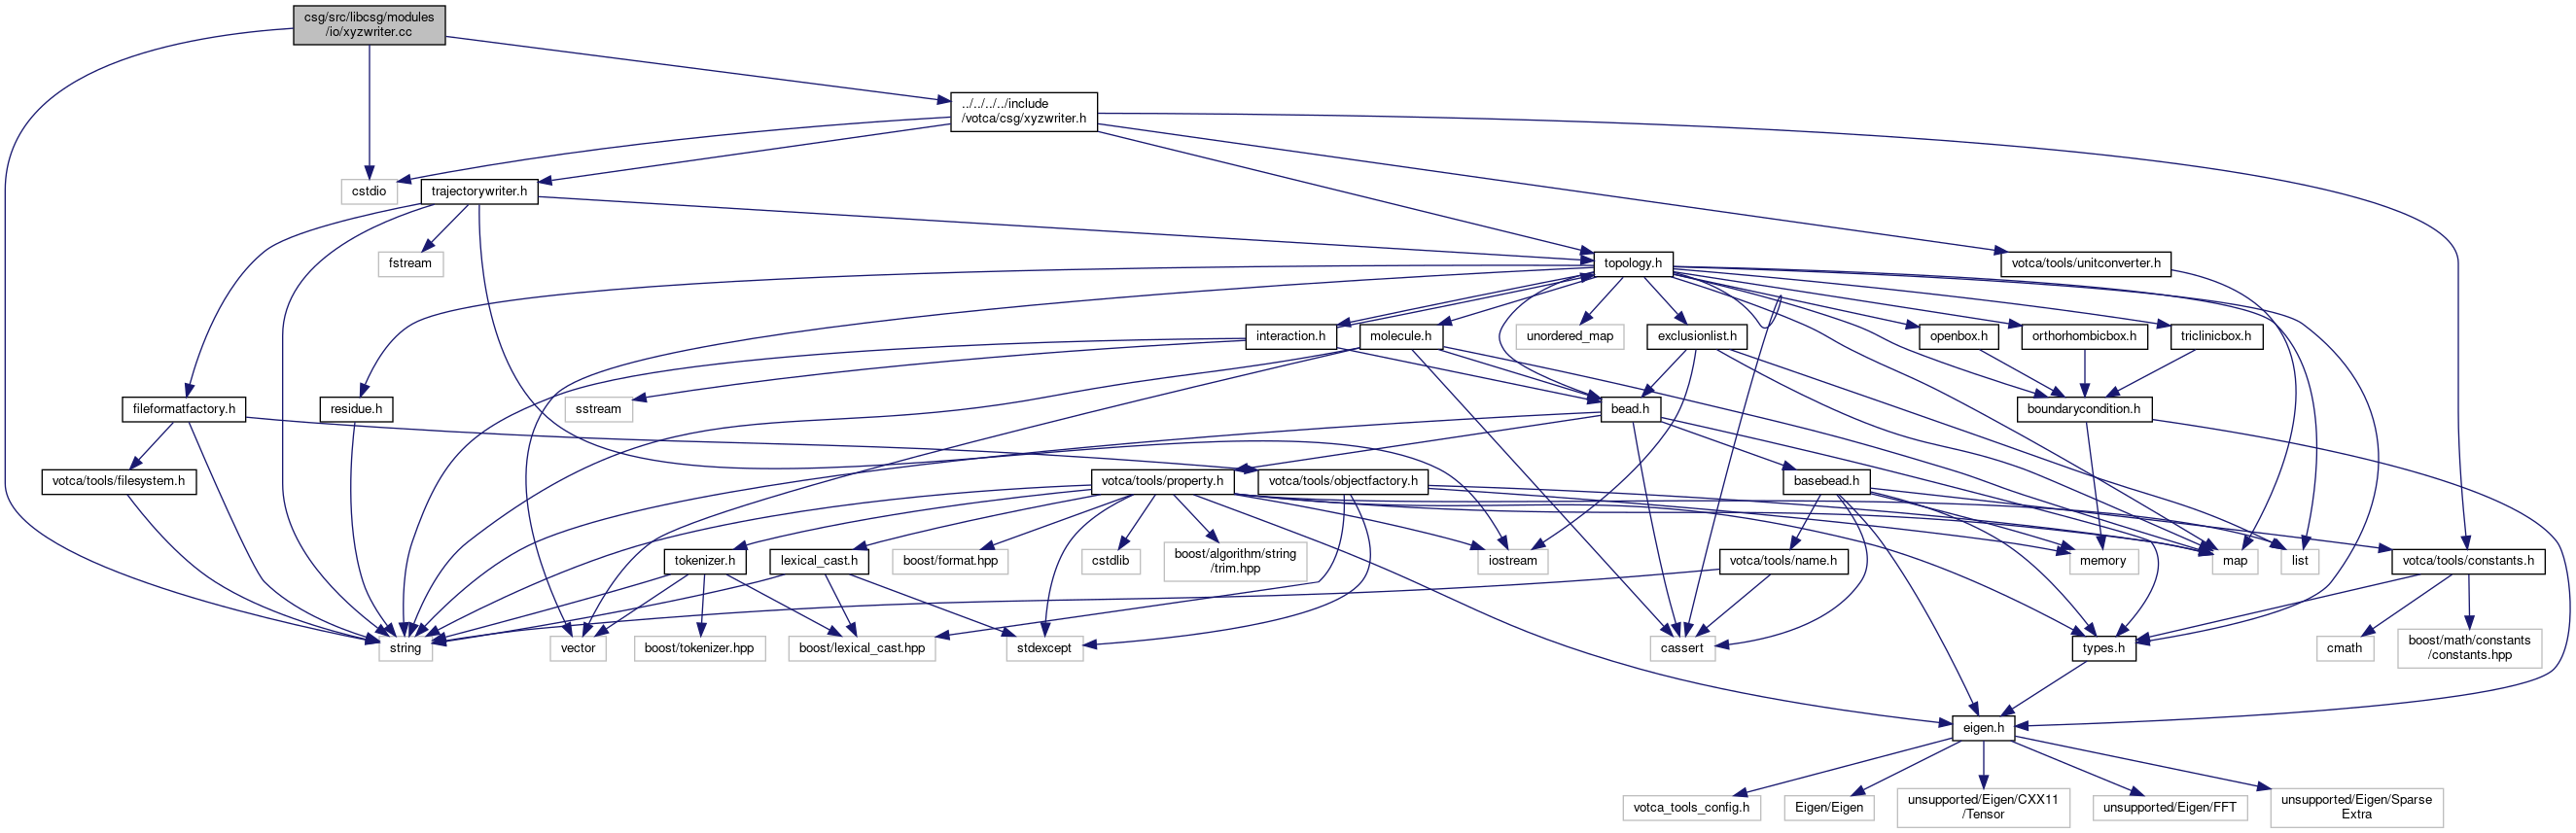 csg/src/libcsg/modules
/io/xyzwriter.cc
../../../../include
/votca/csg/xyzwriter.h
cstdio
trajectorywriter.h
fstream
topology.h
votca/tools/unitconverter.h
interaction.h
molecule.h
unordered_map
exclusionlist.h
openbox.h
orthorhombicbox.h
triclinicbox.h
fileformatfactory.h
residue.h
sstream
bead.h
boundarycondition.h
votca/tools/filesystem.h
votca/tools/property.h
votca/tools/objectfactory.h
basebead.h
tokenizer.h
lexical_cast.h
boost/format.hpp
cstdlib
boost/algorithm/string
/trim.hpp
iostream
votca/tools/name.h
memory
map
list
votca/tools/constants.h
string
vector
boost/tokenizer.hpp
boost/lexical_cast.hpp
stdexcept
cassert
types.h
cmath
boost/math/constants
/constants.hpp
eigen.h
votca_tools_config.h
Eigen/Eigen
unsupported/Eigen/CXX11
/Tensor
unsupported/Eigen/FFT
unsupported/Eigen/Sparse
Extra